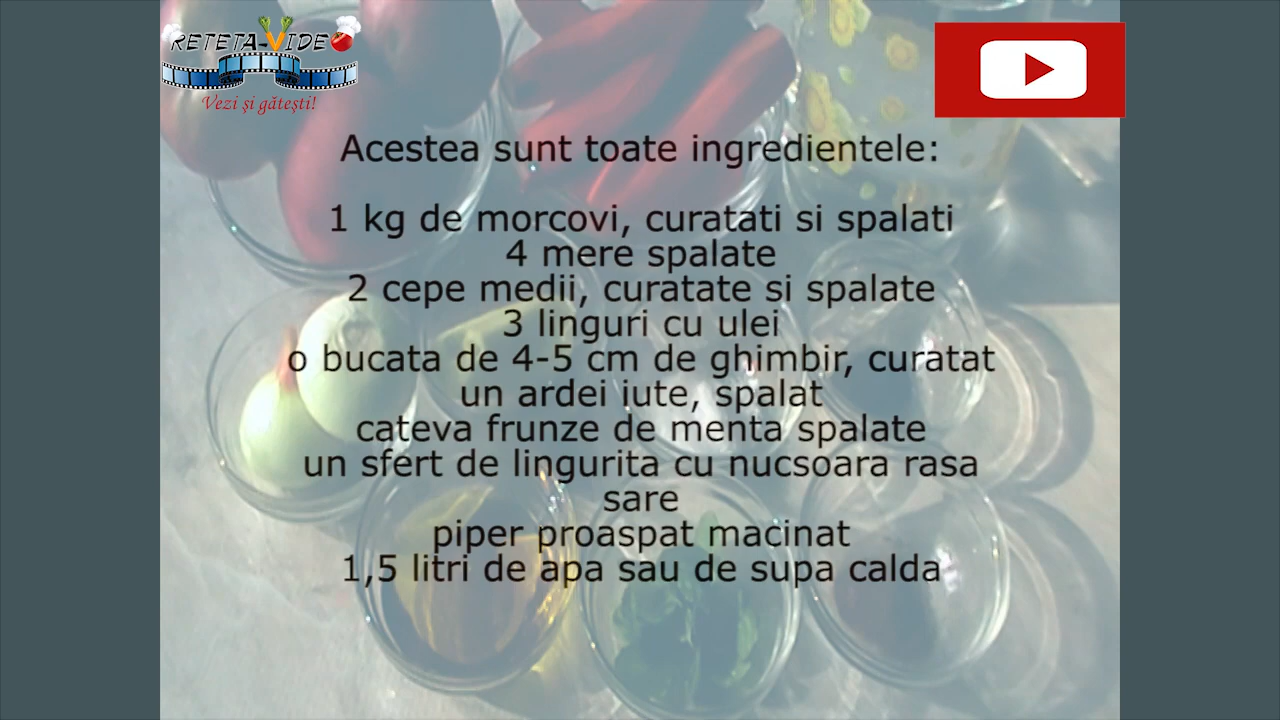 RETETA-VIDEO
Vezi și gătești!
Acestea sunt toate ingredientele:
1 kg de morcovi, curatati si spalati
4 mere spalate
2 cepe medii, curatate si spalate
3 linguri cu ulei
o bucata de 4-5 cm de ghimbir, curatat
un ardei iute, spalat
cateva frunze de menta spalate
un sfert de lingurita cu nucsoara rasa
sare
piper proaspat macinat
1,5 litri de apa sau de supa calda